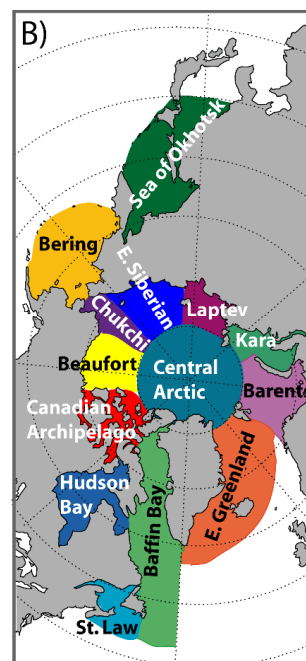 B)
Sea of Okhotsk
Bering
E. Siberian
Chukchi
Laptev
Kara
Beaufort
Central
Arctic
Barents
Canadian
Archipelago
Hudson
Bay
Baffin Bay
E. Greenland
St. Law